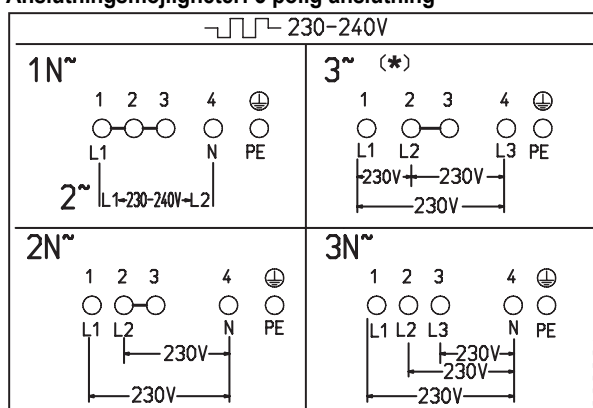 Anslutningsmöjligheter: polig anslutning
230-240V
1N~
1 2 3 4
L1 N PE
2~ L1 230-240V L2
3~ (*)
1 2 3 4
L1 L2 L3 PE
230V 230V
230V
2N~
1 2 3 4
L1 L2 N PE
230V
230V
3N~
1 2 3 4
L1 L2 L3 N PE
230V
230V
230V